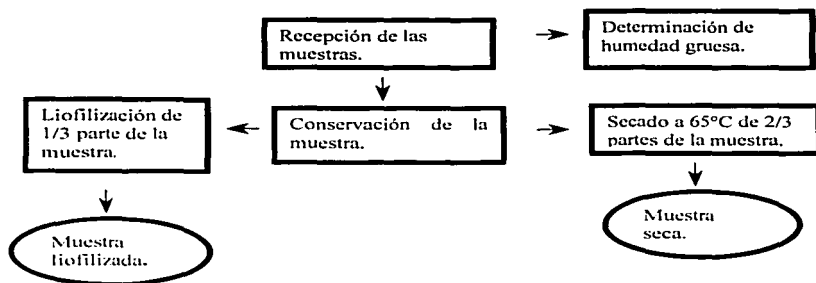 Recepción de las
muestras.
Determinación de
humedad gruesa.
Liofilización de
1/3 parte de la
muestra.
Conservación de la
muestra.
Secado a 65°C de 2/3
partes de la muestra.
Muestra
liofilizada.
Muestra
seca.